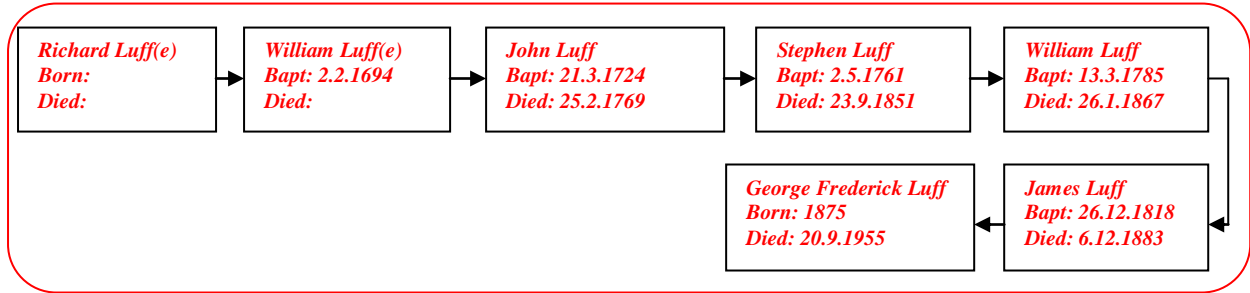 Richard Luff(e)
Born:
Died:
William Luff(e)
Bapt: 2.2.1694
Died:
John Luff
Bapt: 21.3.1724
Died: 25.2.1769
Stephen Luff
Bapt: 2.5.1761
Died: 23.9.1851
William Luff
Bapt: 13.3.1785
Died: 26.1.1867
James Luff
Bapt: 26.12.1818
Died: 6.12.1883
George Frederick Luff
Born: 1875
Died: 20.9.1955